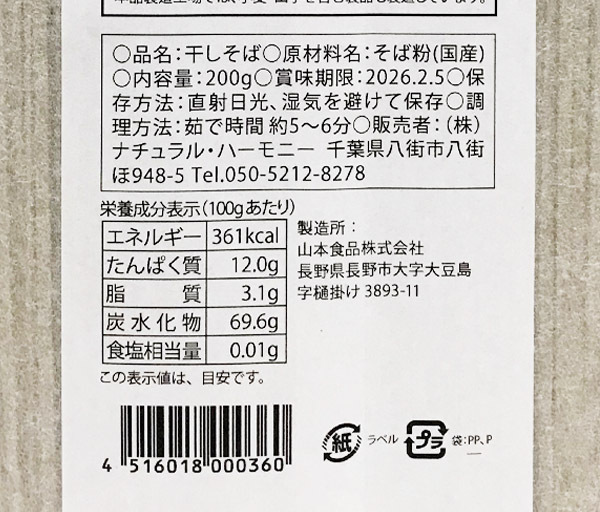 ○品名：干しそば○原材料名：そば粉(国産)
○内容量：200g○賞味期限：2026.2.5○保
存方法：直射日光、湿気を避けて保存○調
理方法：茹で時間 約5〜6分○販売者：（株）
ナチュラル・ハーモニー 千葉県八街市八街
ほ948-5 Tel.050-5212-8278
栄養成分表示(100gあたり)
エネルギー 361kcal
たんぱく質 12.0g
脂質 3.1g
炭水化物 69.6g
食塩相当量 0.01g
この表示値は、目安です。
製造所：
山本食品株式会社
長野県長野市大字大豆島
字樋掛け 3893-11
4 516018 000360
紙 ラベル プラ 袋：PP、P